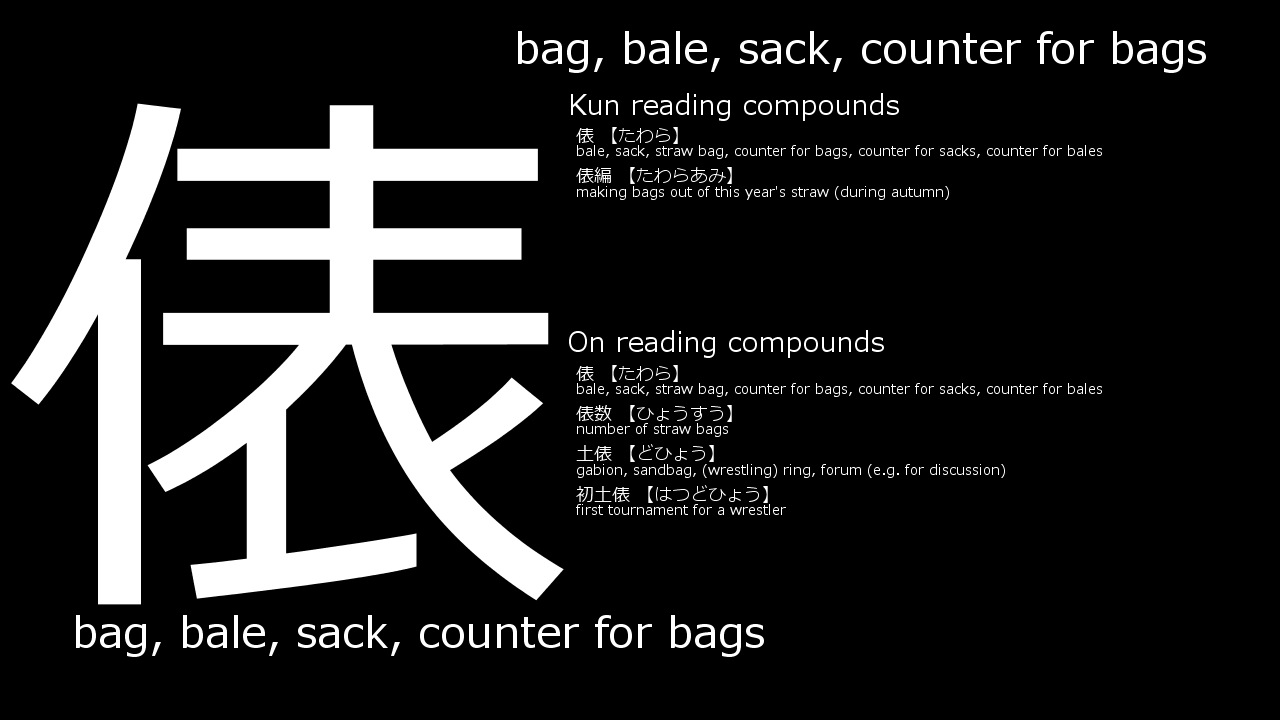 bag, bale, sack, counter for bags
俵
Kun reading compounds
俵 【たわら】
bale, sack, straw bag, counter for bags, counter for sacks, counter for bales
俵編 【たわらあみ】
making bags out of this year's straw (during autumn)
On reading compounds
俵 【たわら】
bale, sack, straw bag, counter for bags, counter for sacks, counter for bales
俵数 【ひょうすう】
number of straw bags
土俵 【どひょう】
gabion, sandbag, (wrestling) ring, forum (e.g. for discussion)
初土俵 【はつどひょう】
first tournament for a wrestler
bag, bale, sack, counter for bags